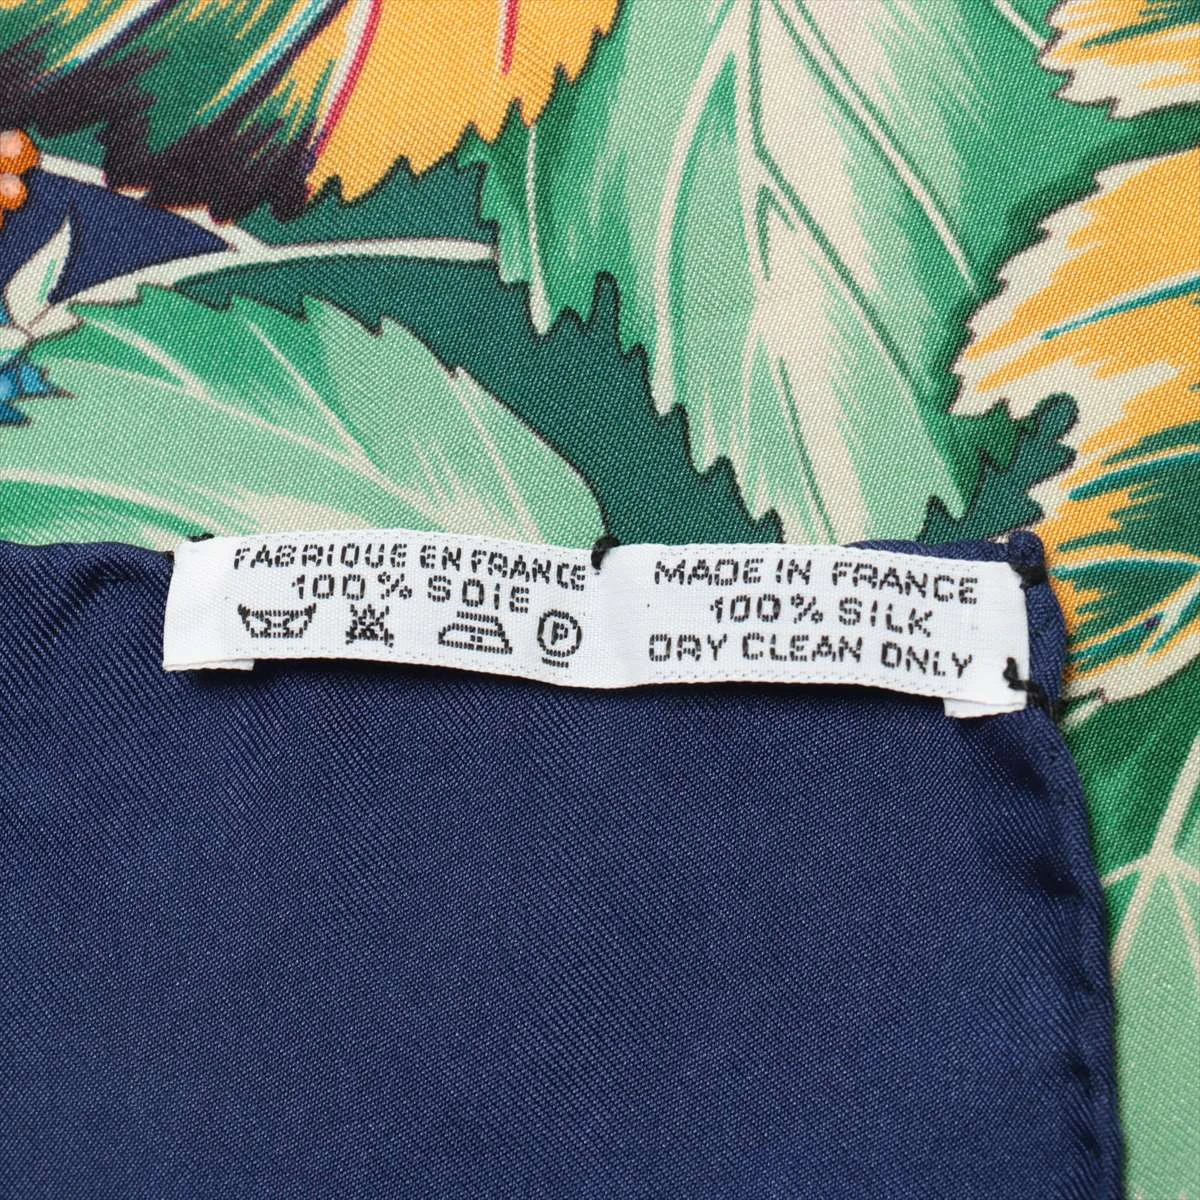 FABRIQUE EN FRANCE
100% SOIE
P
MADE IN FRANCE
100% SILK
DRY CLEAN ONLY